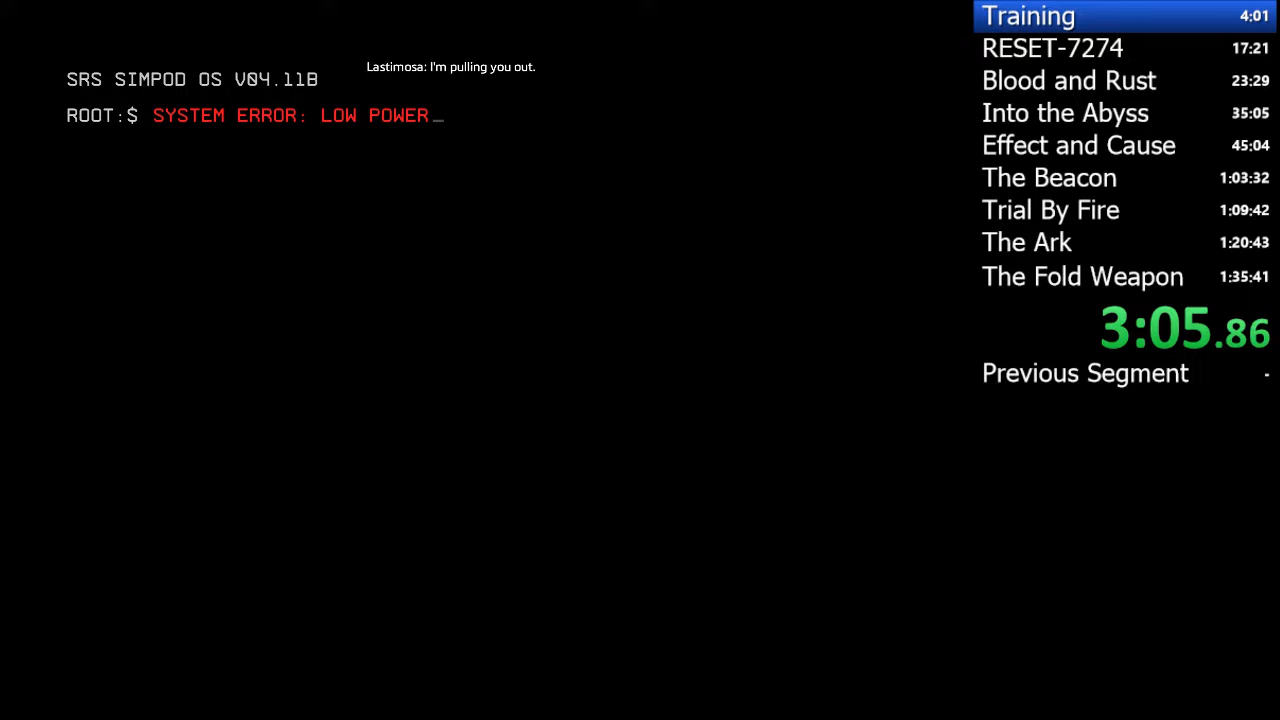 Lastimosa: I'm pulling you out.
SRS SIMPOD OS V04.11B
ROOT:$ SYSTEM ERROR: LOW POWER_
Training 4:01
RESET-7274 17:21
Blood and Rust 23:29
Into the Abyss 35:05
Effect and Cause 45:04
The Beacon 1:03:32
Trial By Fire 1:09:42
The Ark 1:20:43
The Fold Weapon 1:35:41
3:05.86
Previous Segment -